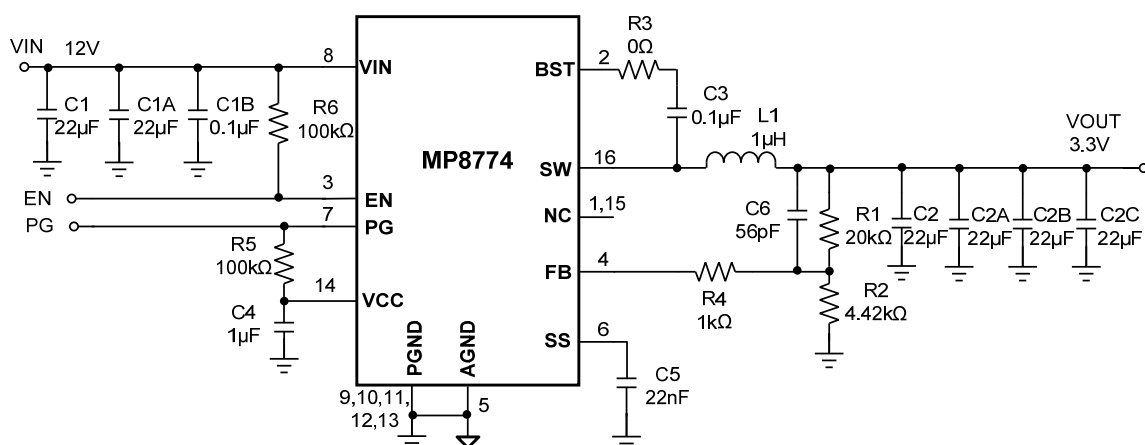 VIN 12V
8 VIN
C1
22µF
C1A
22µF
C1B
0.1µF
R6
100kΩ
EN
3 EN
PG
7 PG
R5
100kΩ
14 VCC
C4
1µF
MP8774
PGND
AGND
9,10,11,
12,13
5
BST 2
R3
0Ω
C3
0.1µF
L1
1µH
SW 16
VOUT
3.3V
NC 1,15
C6
56pF
R1
20kΩ
C2
22µF
C2A
22µF
C2B
22µF
C2C
22µF
FB 4
R4
1kΩ
R2
4.42kΩ
SS 6
C5
22nF